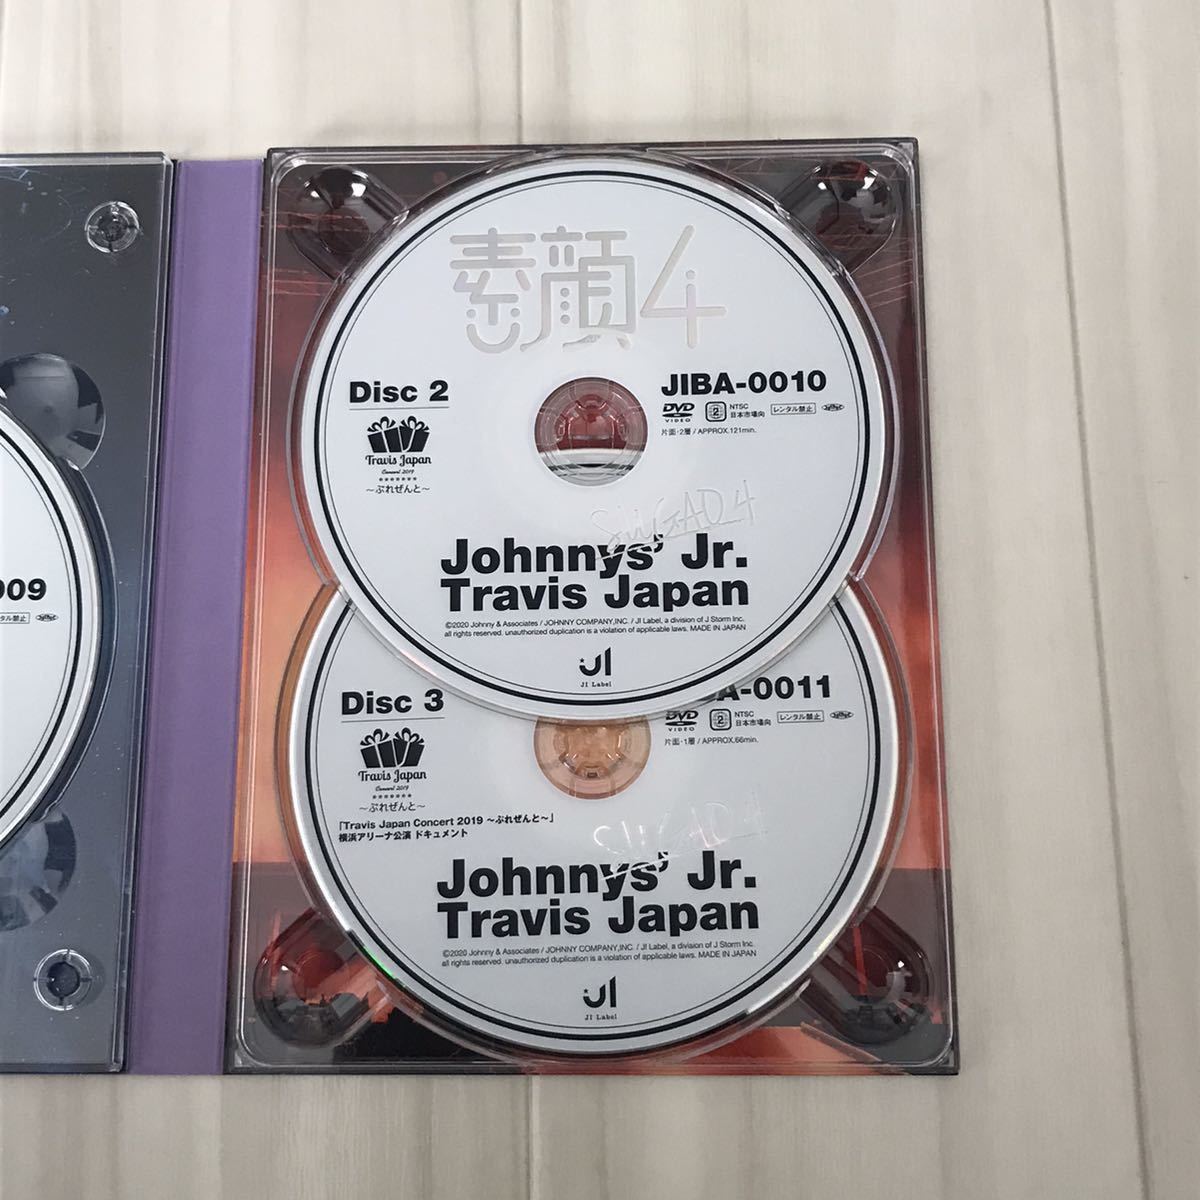 素顔4
Disc 2
JIBA-0010
DVD VIDEO
2
NTSC
日本市場向
レンタル禁止
片面・2層 / APPROX.121min.
Travis Japan
Concert 2019
～ぷれぜんと～
SUGAO4
Johnnys' Jr.
Travis Japan
©2020 Johnny & Associates / JOHNNY COMPANY,INC. / JI Label, a division of J Storm Inc.
all rights reserved. unauthorized duplication is a violation of applicable laws. MADE IN JAPAN
JI
JI Label
009
レンタル禁止
Disc 3
BA-0011
DVD VIDEO
2
NTSC
日本市場向
レンタル禁止
片面・1層 / APPROX.66min.
Travis Japan
Concert 2019
～ぷれぜんと～
「Travis Japan Concert 2019 ～ぷれぜんと～」
横浜アリーナ公演 ドキュメント
SUGAO4
Johnnys' Jr.
Travis Japan
©2020 Johnny & Associates / JOHNNY COMPANY,INC. / JI Label, a division of J Storm Inc.
all rights reserved. unauthorized duplication is a violation of applicable laws. MADE IN JAPAN
JI
JI Label